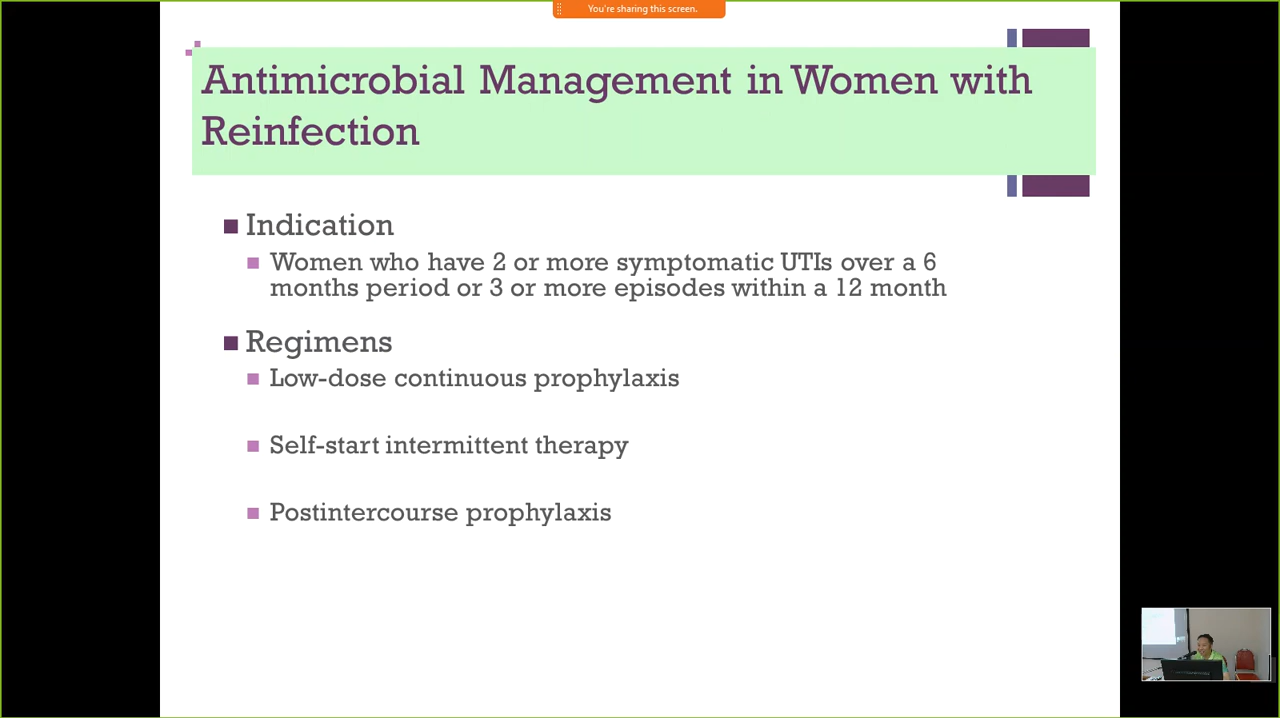 You're sharing this screen.
Antimicrobial Management in Women with
Reinfection
Indication
Women who have 2 or more symptomatic UTIs over a 6
months period or 3 or more episodes within a 12 month
Regimens
Low-dose continuous prophylaxis
Self-start intermittent therapy
Postintercourse prophylaxis